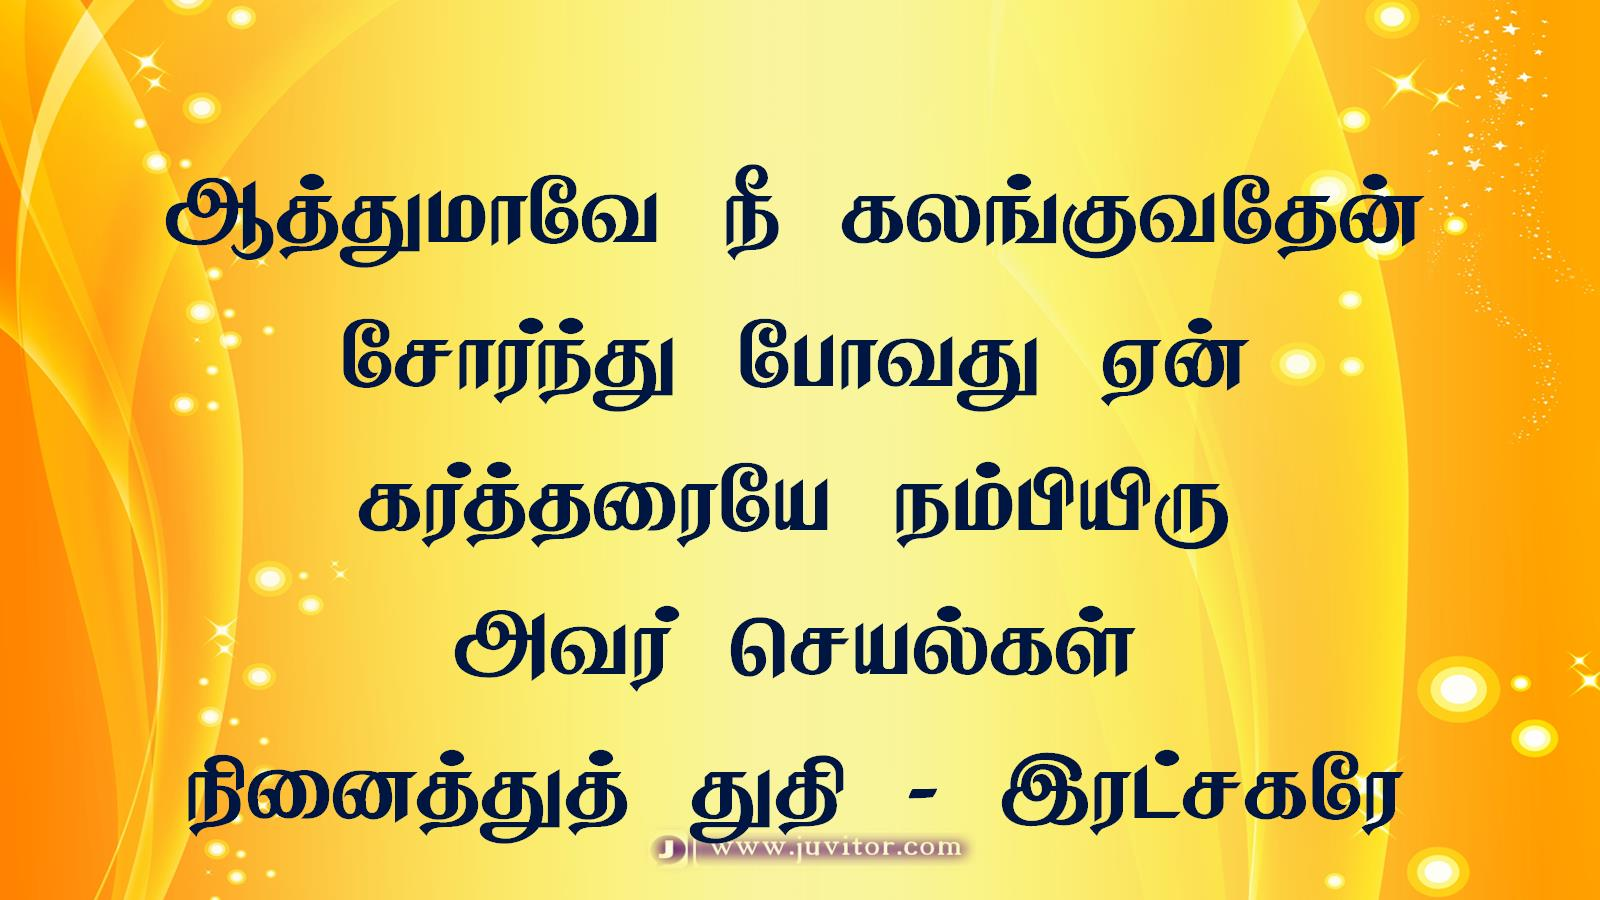 ஆத்துமாவே நீ கலங்குவதேன்
சோர்ந்து போவது ஏன்
கர்த்தரையே நம்பியிரு
அவர் செயல்கள்
நினைத்துத் துதி - இரட்சகரே
J www.juvitor.com